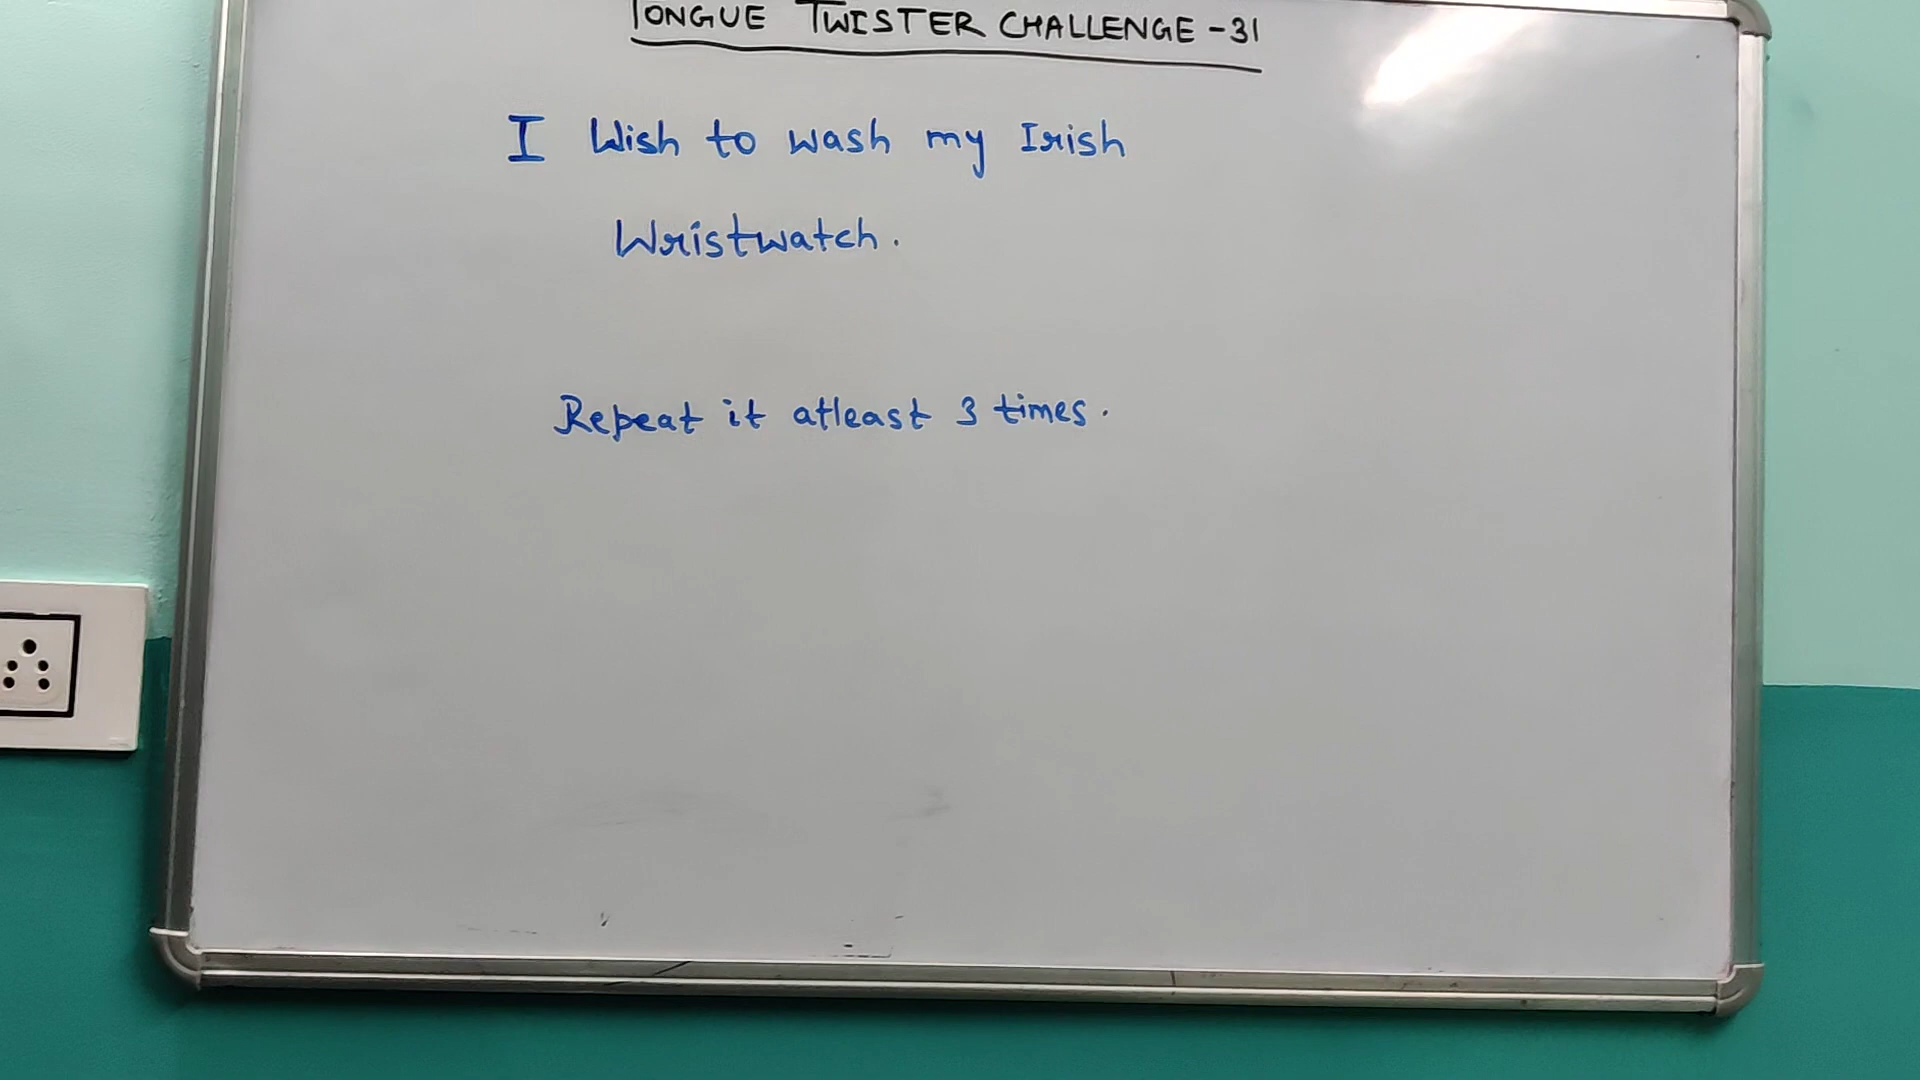 TONGUE TWISTER CHALLENGE - 31
I Wish to wash my Irish
Wristwatch.
Repeat it atleast 3 times.